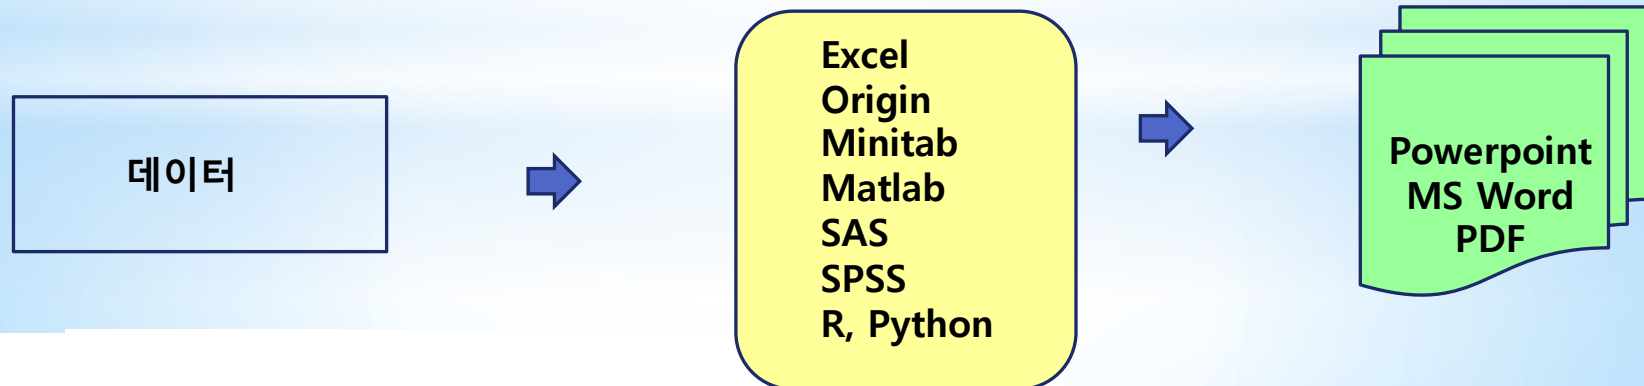 데이터
Excel
Origin
Minitab
Matlab
SAS
SPSS
R, Python
Powerpoint
MS Word
PDF